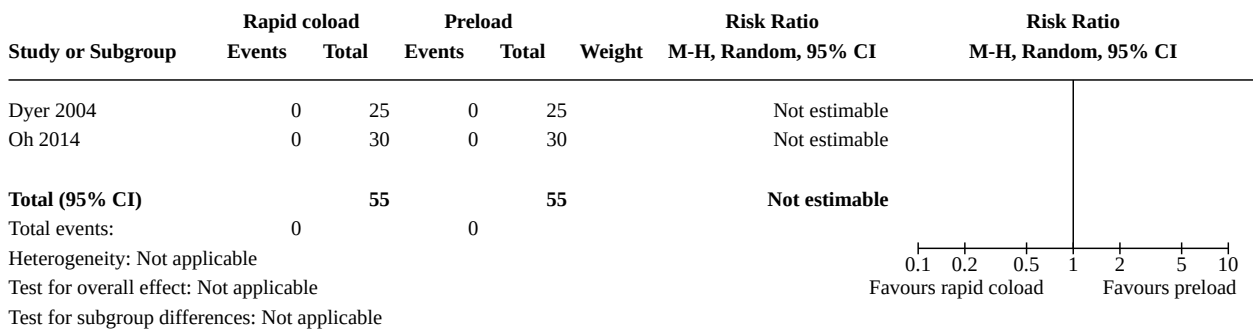 Rapid coload Preload Risk Ratio Risk Ratio
Study or Subgroup Events Total Events Total Weight M-H, Random, 95% CI M-H, Random, 95% CI
Dyer 2004 0 25 0 25 Not estimable
Oh 2014 0 30 0 30 Not estimable
Total (95% CI) 55 55 Not estimable
Total events: 0 0
Heterogeneity: Not applicable
0.1 0.2 0.5 1 2 5 10
Test for overall effect: Not applicable Favours rapid coload Favours preload
Test for subgroup differences: Not applicable